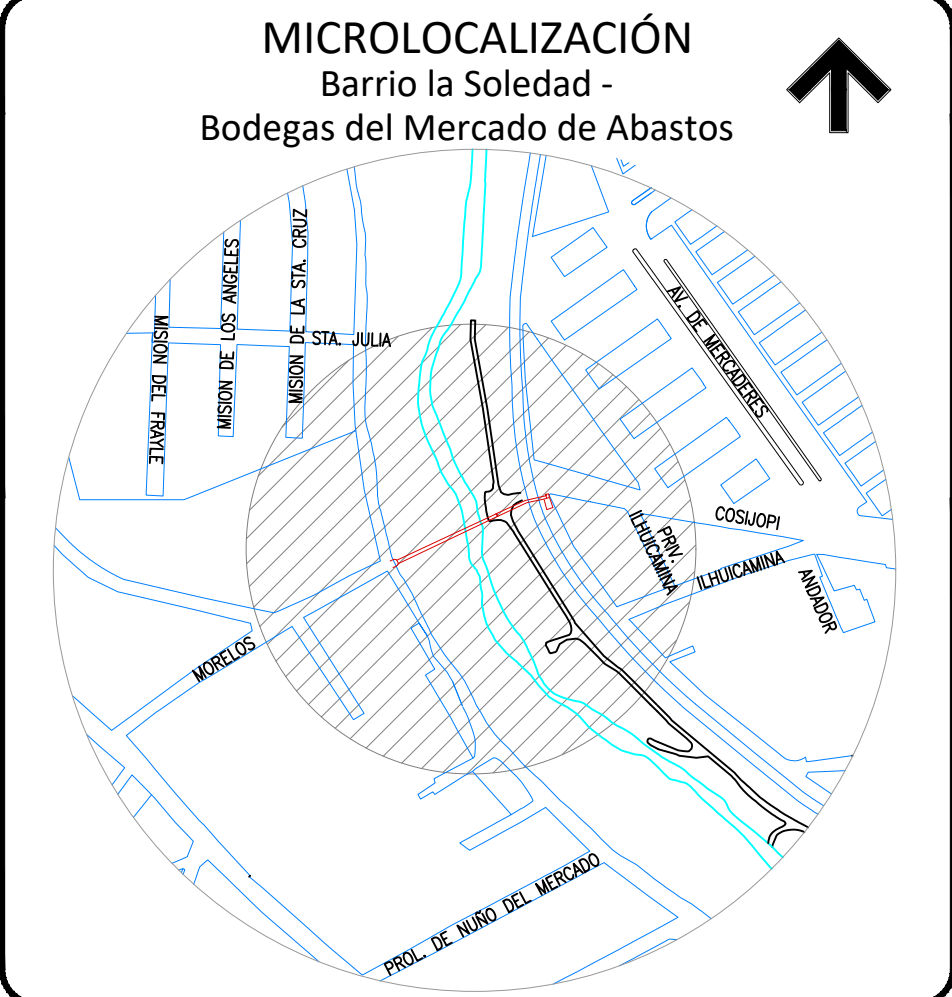 MICROLOCALIZACIÓN
Barrio la Soledad -
Bodegas del Mercado de Abastos
MISION DEL FRAYLE
MISION DE LOS ANGELES
MISION DE LA STA. CRUZ
STA. JULIA
AV. DE MERCADERES
COSIJOPI
PRIV.
ILHUICAMINA
ILHUICAMINA
ANDADOR
MORELOS
PROL. DE NUÑO DEL MERCADO